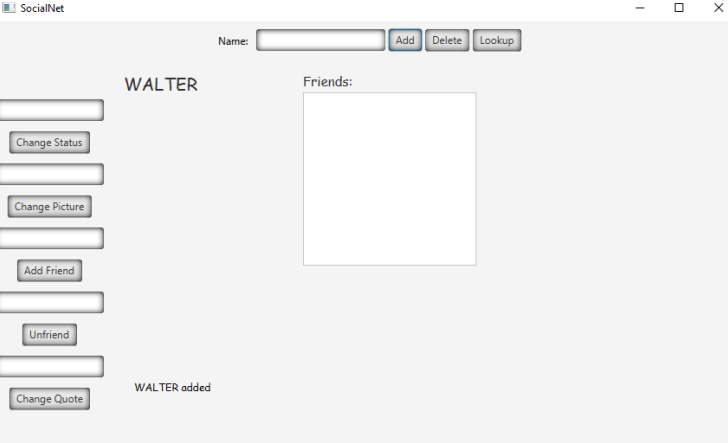 SocialNet
Name: Add Delete Lookup
WALTER
Friends:
Change Status
Change Picture
Add Friend
Unfriend
Change Quote
WALTER added